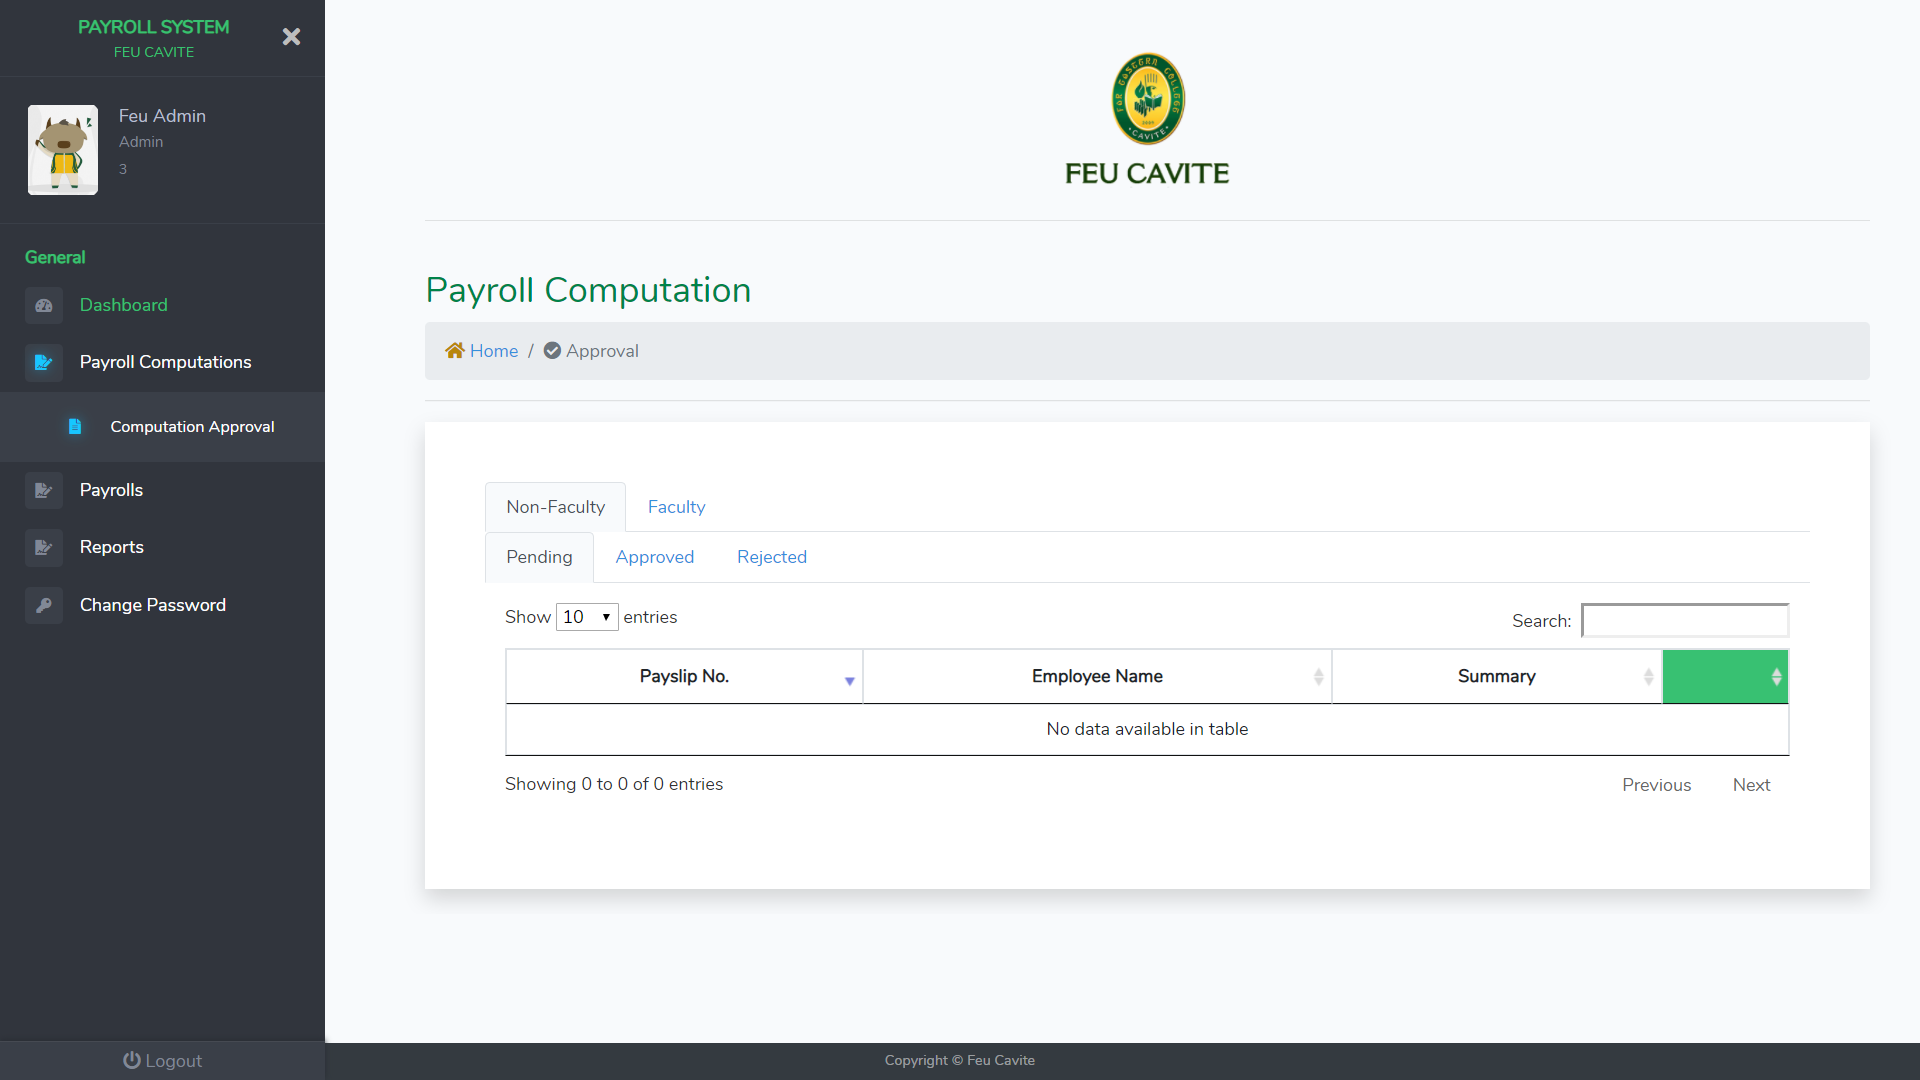 PAYROLL SYSTEM
FEU CAVITE
Feu Admin
Admin
3
General
Dashboard
Payroll Computations
Computation Approval
Payrolls
Reports
Change Password
Logout
CAVITE
FEU CAVITE
Payroll Computation
Home / Approval
Non-Faculty Faculty
Pending Approved Rejected
Show 10 entries
Search:
Payslip No. Employee Name Summary
No data available in table
Showing 0 to 0 of 0 entries
Previous Next
Copyright © Feu Cavite